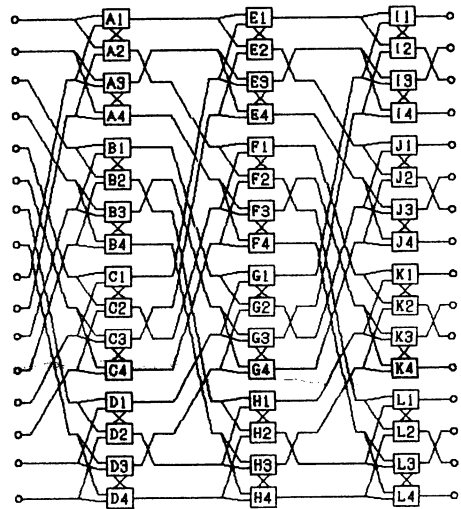 A1 E1 I1
A2 E2 I2
A3 E3 I3
A4 E4 I4
B1 F1 J1
B2 F2 J2
B3 F3 J3
B4 F4 J4
C1 G1 K1
C2 G2 K2
C3 G3 K3
C4 G4 K4
D1 H1 L1
D2 H2 L2
D3 H3 L3
D4 H4 L4